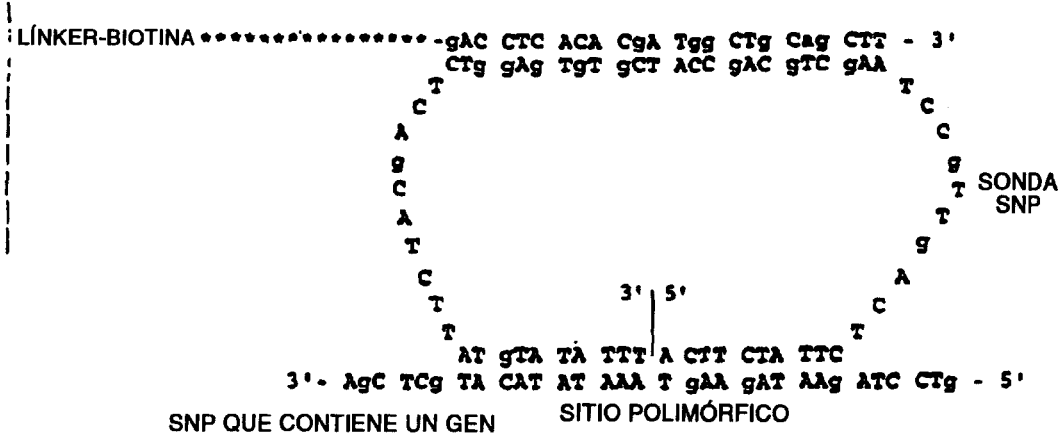 LÍNKER-BIOTINA ****************-gAC CTC ACA CgA Tgg CTg Cag CTT - 3'
CTg gAg TgT gCT ACC gAC gTC gAA
T T
C C
A C
g g
C T SONDA
SNP
A T
T g
C A
3' 5'
T C
T T
AT gTA TA TTT A CTT CTA TTC
3'- AgC TCg TA CAT AT AAA T gAA gAT AAg ATC CTg - 5'
SNP QUE CONTIENE UN GEN SITIO POLIMÓRFICO